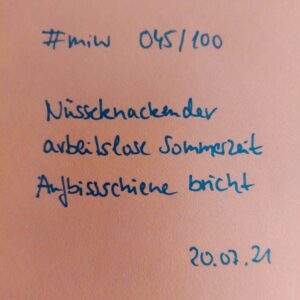 #miw 045/100
Nüsseknackender
arbeitslose Sommerzeit
Aufbissschiene bricht
20.07.21